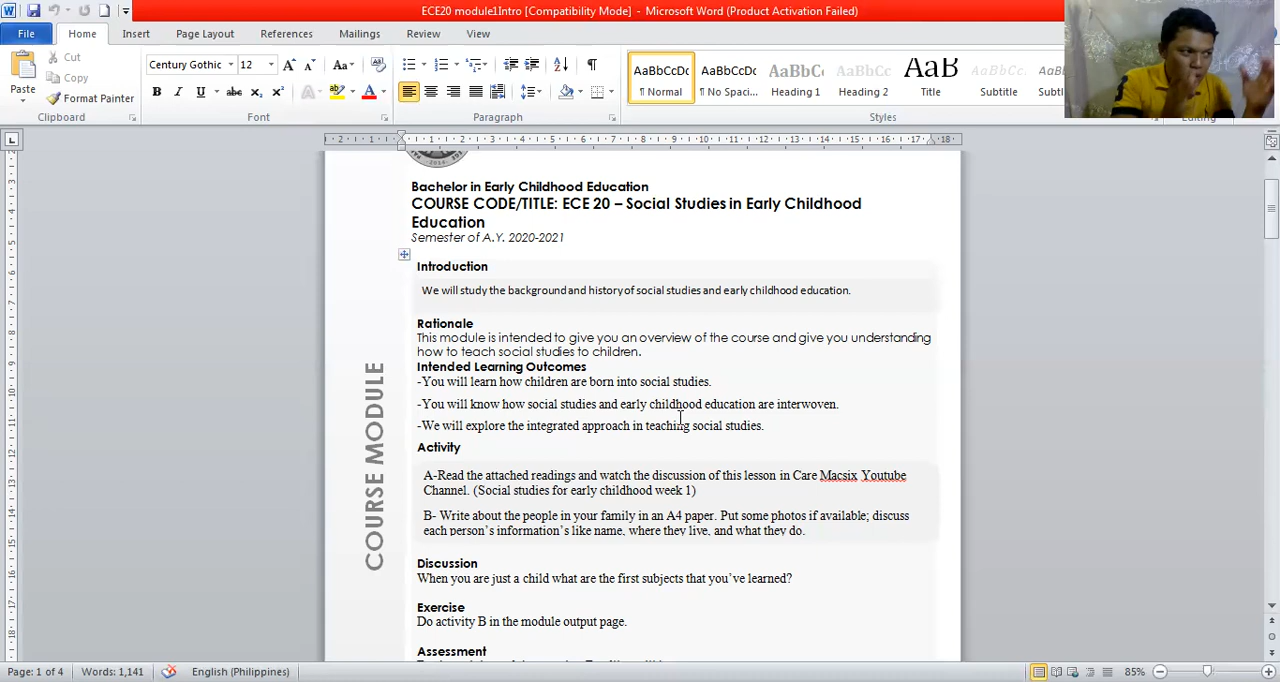 ECE20 module1Intro [Compatibility Mode] - Microsoft Word (Product Activation Failed)
File Home Insert Page Layout References Mailings Review View
Paste
Cut
Copy
Format Painter
Clipboard
Century Gothic 12
Font
Paragraph
AaBbCcDc AaBbCcDc AaBbC AaBbCc AaB AaBbCc AaB
¶ Normal ¶ No Spaci... Heading 1 Heading 2 Title Subtitle Subtl
Styles
Bachelor in Early Childhood Education
COURSE CODE/TITLE: ECE 20 – Social Studies in Early Childhood
Education
Semester of A.Y. 2020-2021
COURSE MODULE
Introduction
We will study the background and history of social studies and early childhood education.
Rationale
This module is intended to give you an overview of the course and give you understanding
how to teach social studies to children.
Intended Learning Outcomes
-You will learn how children are born into social studies.
-You will know how social studies and early childhood education are interwoven.
-We will explore the integrated approach in teaching social studies.
Activity
A-Read the attached readings and watch the discussion of this lesson in Care Macsix Youtube
Channel. (Social studies for early childhood week 1)
B- Write about the people in your family in an A4 paper. Put some photos if available; discuss
each person's information's like name, where they live, and what they do.
Discussion
When you are just a child what are the first subjects that you've learned?
Exercise
Do activity B in the module output page.
Assessment
Page: 1 of 4 Words: 1,141 English (Philippines) 85%